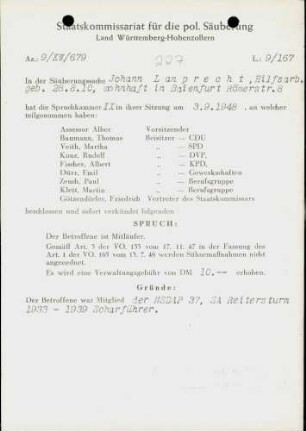 Staatskommissariat für die pol. Säuberung
Land Württemberg-Hohenzollern
Az.: 9/XX/679
227
L.: 9/167
In der Säuberungssache Johann Lamprecht, Hilfsarb.
geb. 28.8.10, wohnhaft in Baienfurt Römerstr.8
hat die Spruchkammer IX in ihrer Sitzung am 3.9.1948, an welcher
teilgenommen haben:
Assessor Alber Vorsitzender
Baumann, Thomas Beisitzer — CDU
Veith, Martha „ — SPD
Kunz, Rudolf „ — DVP,
Fischer, Albert „ — KPD,
Dürr, Emil „ — Gewerkschaften
Zeuch, Paul „ — Berufsgruppe
Klett, Martin „ — Berufsgruppe
Götzendörfer, Friedrich Vertreter des Staatskommissars
beschlossen und sofort verkündet folgenden
SPRUCH:
Der Betroffene ist Mitläufer.
Gemäß Art. 3 der VO. 133 vom 17. 11. 47 in der Fassung des
Art. 1 der VO. 165 vom 13. 7. 48 werden Sühnemaßnahmen nicht
angeordnet.
Es wird eine Verwaltungsgebühr von DM 10.-- erhoben.
Gründe:
Der Betroffene war Mitglied der NSDAP 37, SA Reitersturm
1933 - 1939 Scharführer.